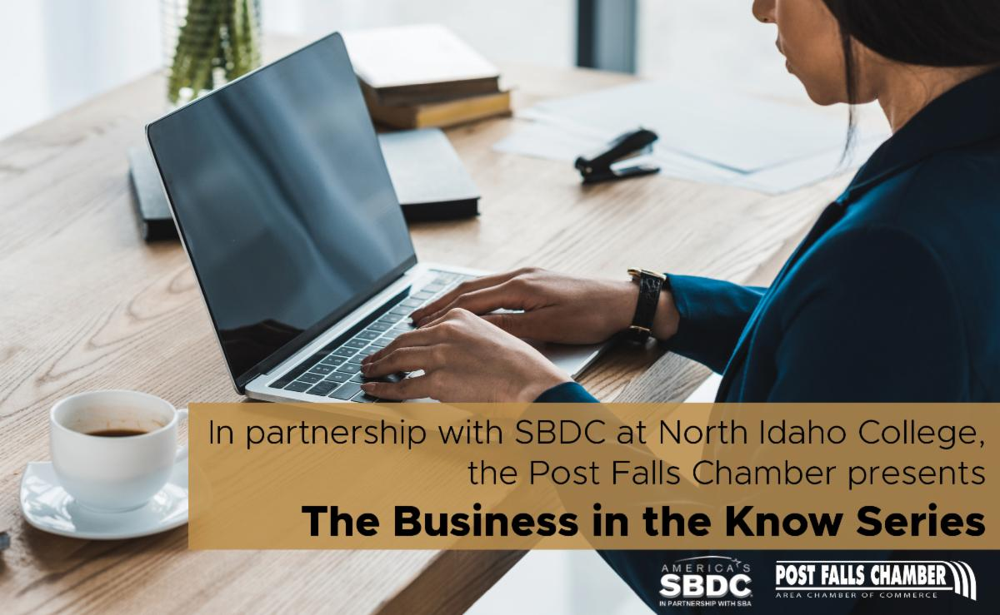 In partnership with SBDC at North Idaho College,
the Post Falls Chamber presents
The Business in the Know Series
AMERICA'S
SBDC
IN PARTNERSHIP WITH SBA
POST FALLS CHAMBER
AREA CHAMBER OF COMMERCE